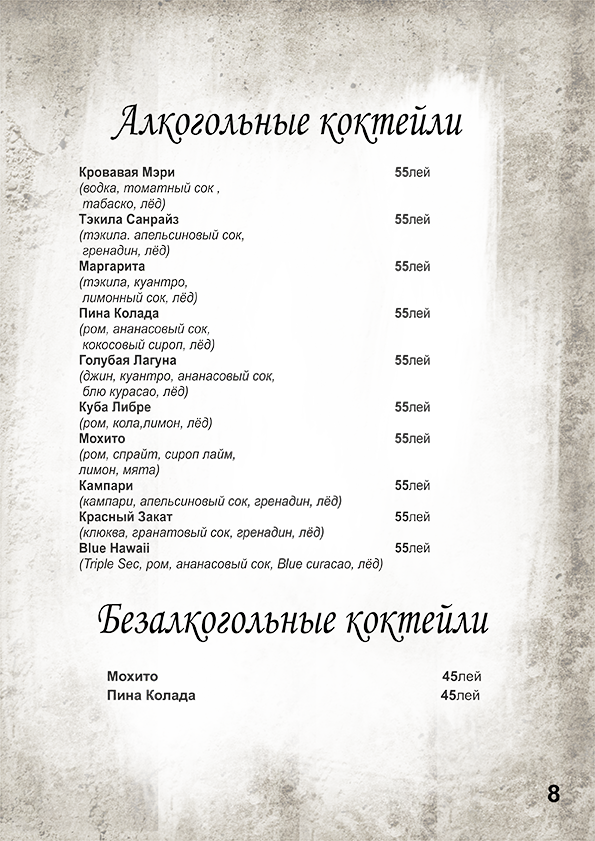 Алкогольные коктейли
Кровавая Мэри 55лей
(водка, томатный сок ,
табаско, лёд)
Тэкила Санрайз 55лей
(тэкила. апельсиновый сок,
гренадин, лёд)
Маргарита 55лей
(тэкила, куантро,
лимонный сок, лёд)
Пина Колада 55лей
(ром, ананасовый сок,
кокосовый сироп, лёд)
Голубая Лагуна 55лей
(джин, куантро, ананасовый сок,
блю курасао, лёд)
Куба Либре 55лей
(ром, кола,лимон, лёд)
Мохито 55лей
(ром, спрайт, сироп лайм,
лимон, мята)
Кампари 55лей
(кампари, апельсиновый сок, гренадин, лёд)
Красный Закат 55лей
(клюква, гранатовый сок, гренадин, лёд)
Blue Hawaii 55лей
(Triple Sec, ром, ананасовый сок, Blue curacao, лёд)
Безалкогольные коктейли
Мохито 45лей
Пина Колада 45лей
8